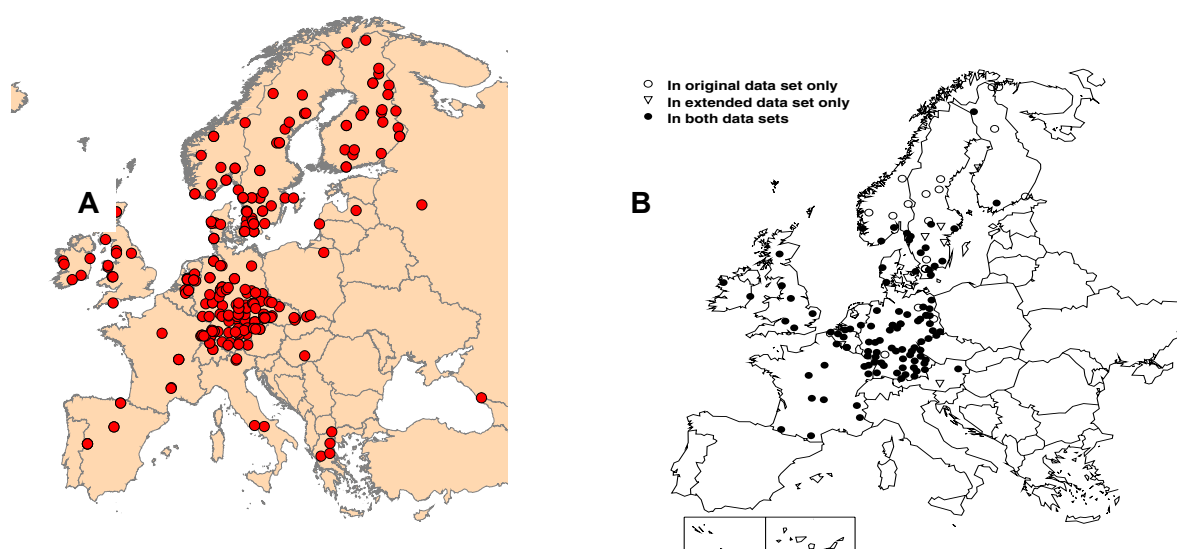 A
In original data set only
In extended data set only
In both data sets
B